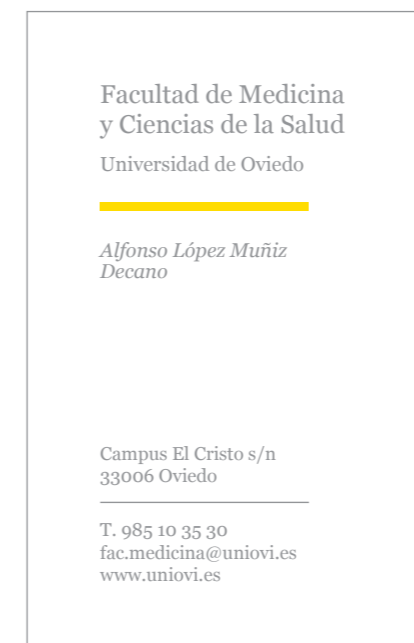 Facultad de Medicina
y Ciencias de la Salud
Universidad de Oviedo
Alfonso López Muñiz
Decano
Campus El Cristo s/n
33006 Oviedo
T. 985 10 35 30
fac.medicina@uniovi.es
www.uniovi.es